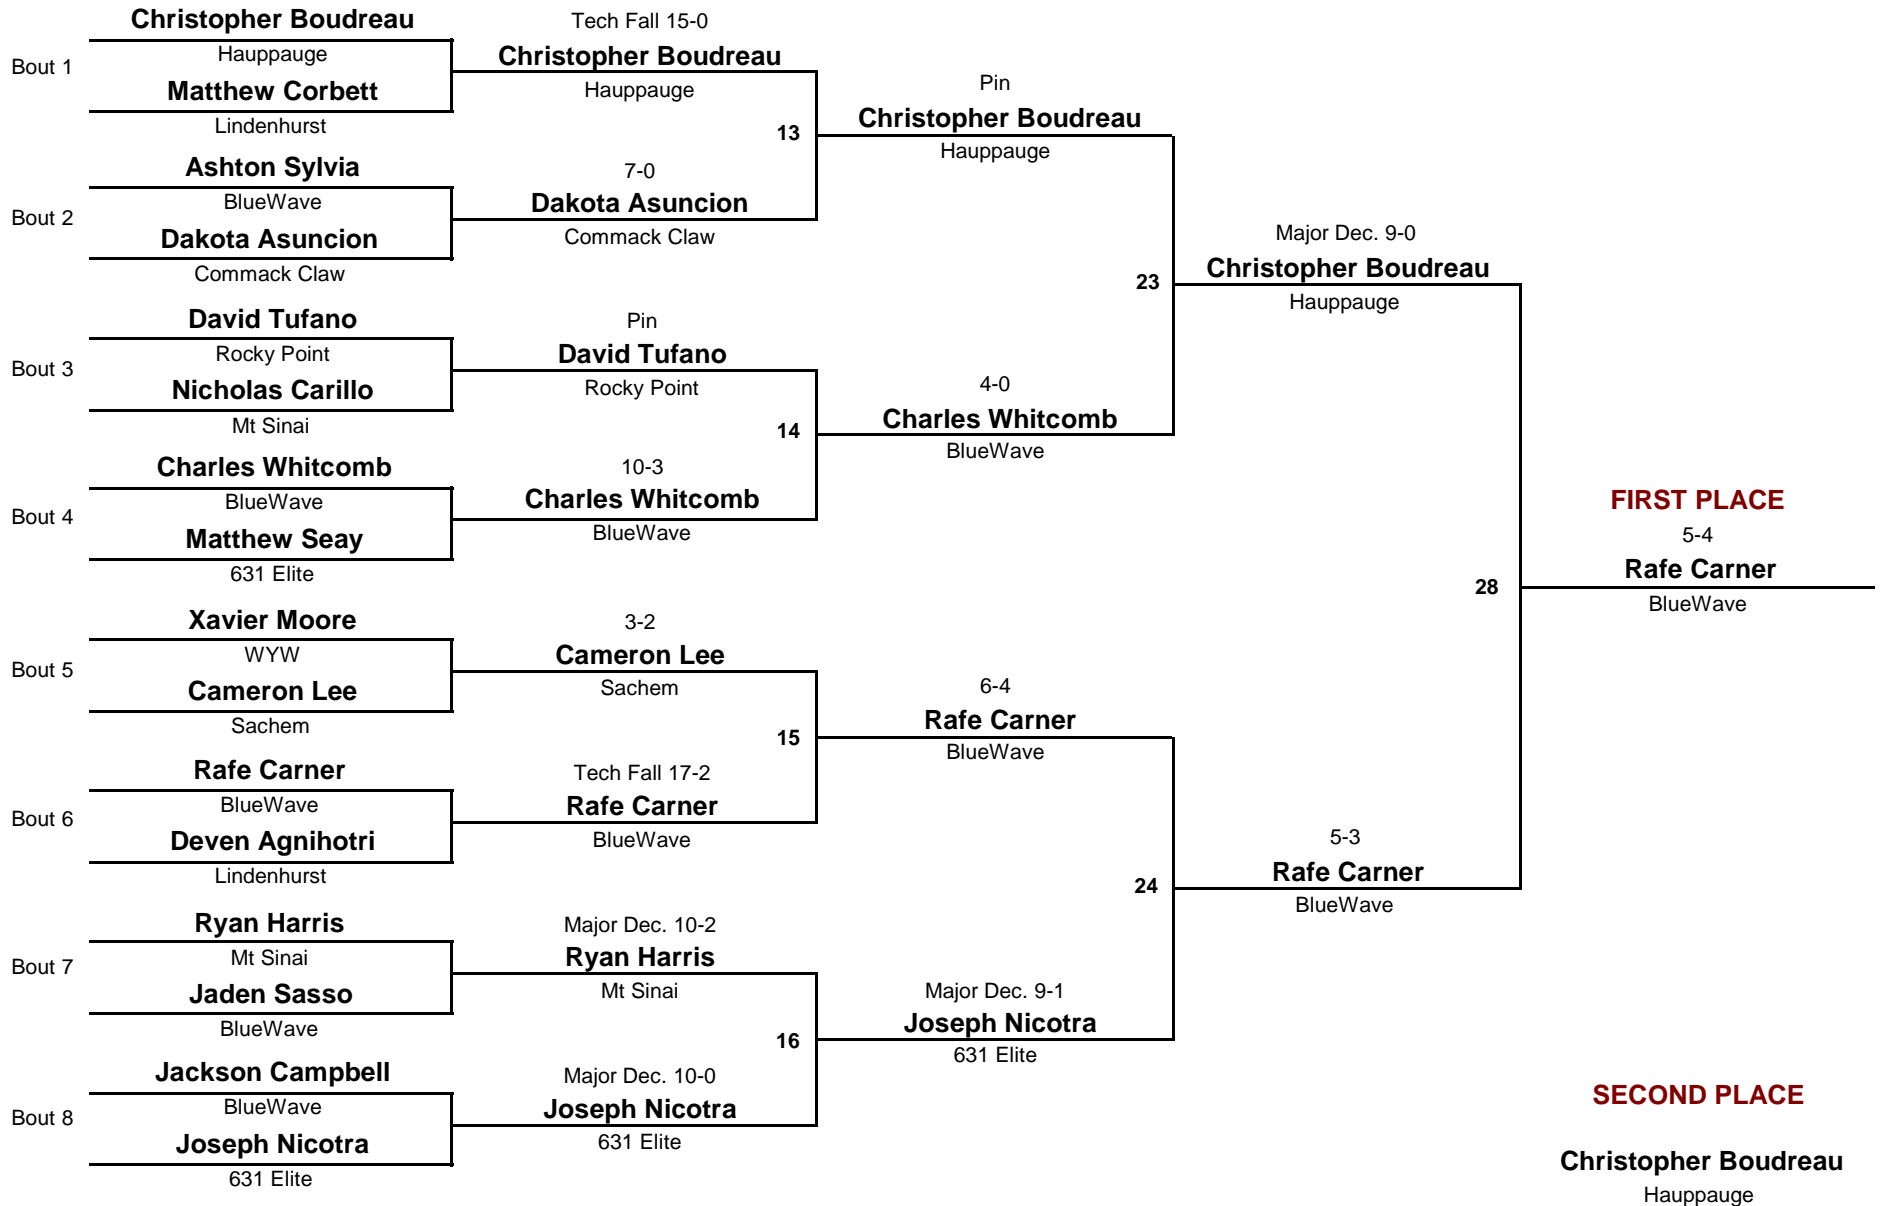 Christopher Boudreau
Bout 1
Hauppauge
Matthew Corbett
Lindenhurst
Ashton Sylvia
Bout 2
BlueWave
Dakota Asuncion
Commack Claw
David Tufano
Bout 3
Rocky Point
Nicholas Carillo
Mt Sinai
Charles Whitcomb
Bout 4
BlueWave
Matthew Seay
631 Elite
Xavier Moore
Bout 5
WYW
Cameron Lee
Sachem
Rafe Carner
Bout 6
BlueWave
Deven Agnihotri
Lindenhurst
Ryan Harris
Bout 7
Mt Sinai
Jaden Sasso
BlueWave
Jackson Campbell
Bout 8
BlueWave
Joseph Nicotra
631 Elite
Tech Fall 15-0
Christopher Boudreau
Hauppauge
13
7-0
Dakota Asuncion
Commack Claw
Pin
David Tufano
Rocky Point
14
10-3
Charles Whitcomb
BlueWave
3-2
Cameron Lee
Sachem
15
Tech Fall 17-2
Rafe Carner
BlueWave
Major Dec. 10-2
Ryan Harris
Mt Sinai
16
Major Dec. 10-0
Joseph Nicotra
631 Elite
Pin
Christopher Boudreau
Hauppauge
23
4-0
Charles Whitcomb
BlueWave
6-4
Rafe Carner
BlueWave
24
Major Dec. 9-1
Joseph Nicotra
631 Elite
Major Dec. 9-0
Christopher Boudreau
Hauppauge
28
5-3
Rafe Carner
BlueWave
FIRST PLACE
5-4
Rafe Carner
BlueWave
SECOND PLACE
Christopher Boudreau
Hauppauge